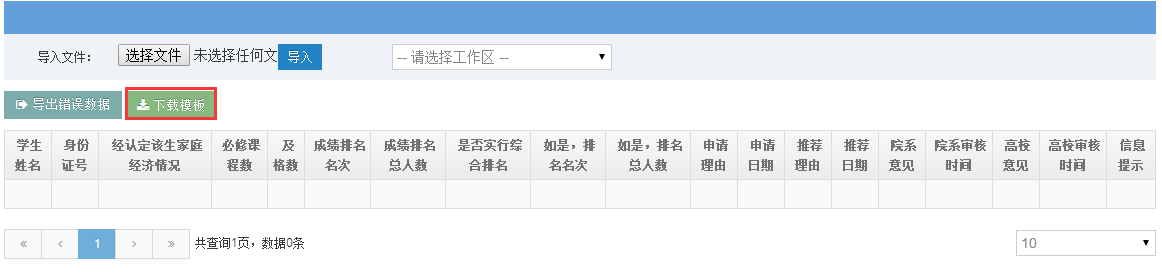 导入文件： 选择文件 未选择任何文 导入 -- 请选择工作区 --
导出错误数据 下载模板
学生 身份 经认定该生家庭 必修课 及 成绩排名 成绩排名 是否实行综 如是，排 如是，排名 申请 申请 推荐 推荐 院系 院系审核 高校 高校审核 信息
姓名 证号 经济情况 程数 格数 名次 总人数 合排名 名名次 总人数 理由 日期 理由 日期 意见 时间 意见 时间 提示
« ‹ 1 › » 共查询1页，数据0条 10